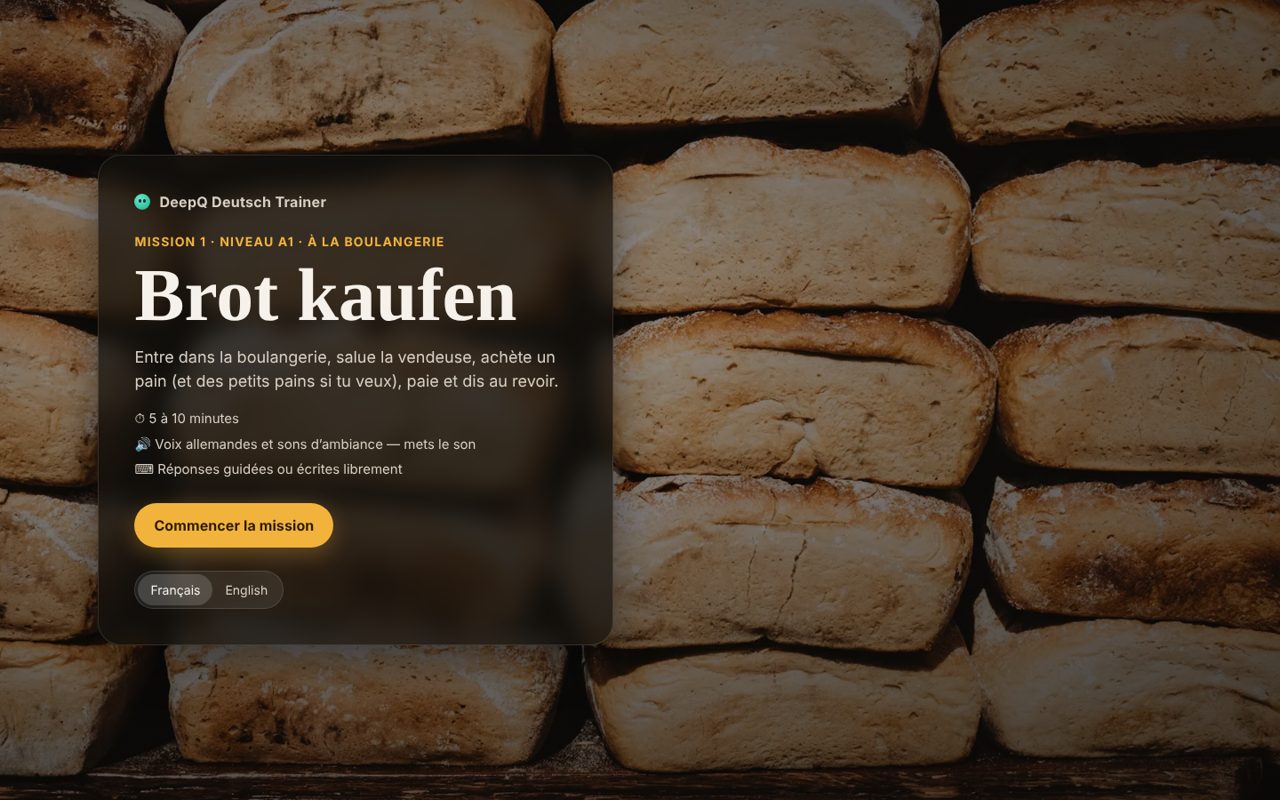 DeepQ Deutsch Trainer
MISSION 1 · NIVEAU A1 · À LA BOULANGERIE
Brot kaufen
Entre dans la boulangerie, salue la vendeuse, achète un
pain (et des petits pains si tu veux), paie et dis au revoir.
⏱ 5 à 10 minutes
🔊 Voix allemandes et sons d’ambiance — mets le son
⌨ Réponses guidées ou écrites librement
Commencer la mission
Français English